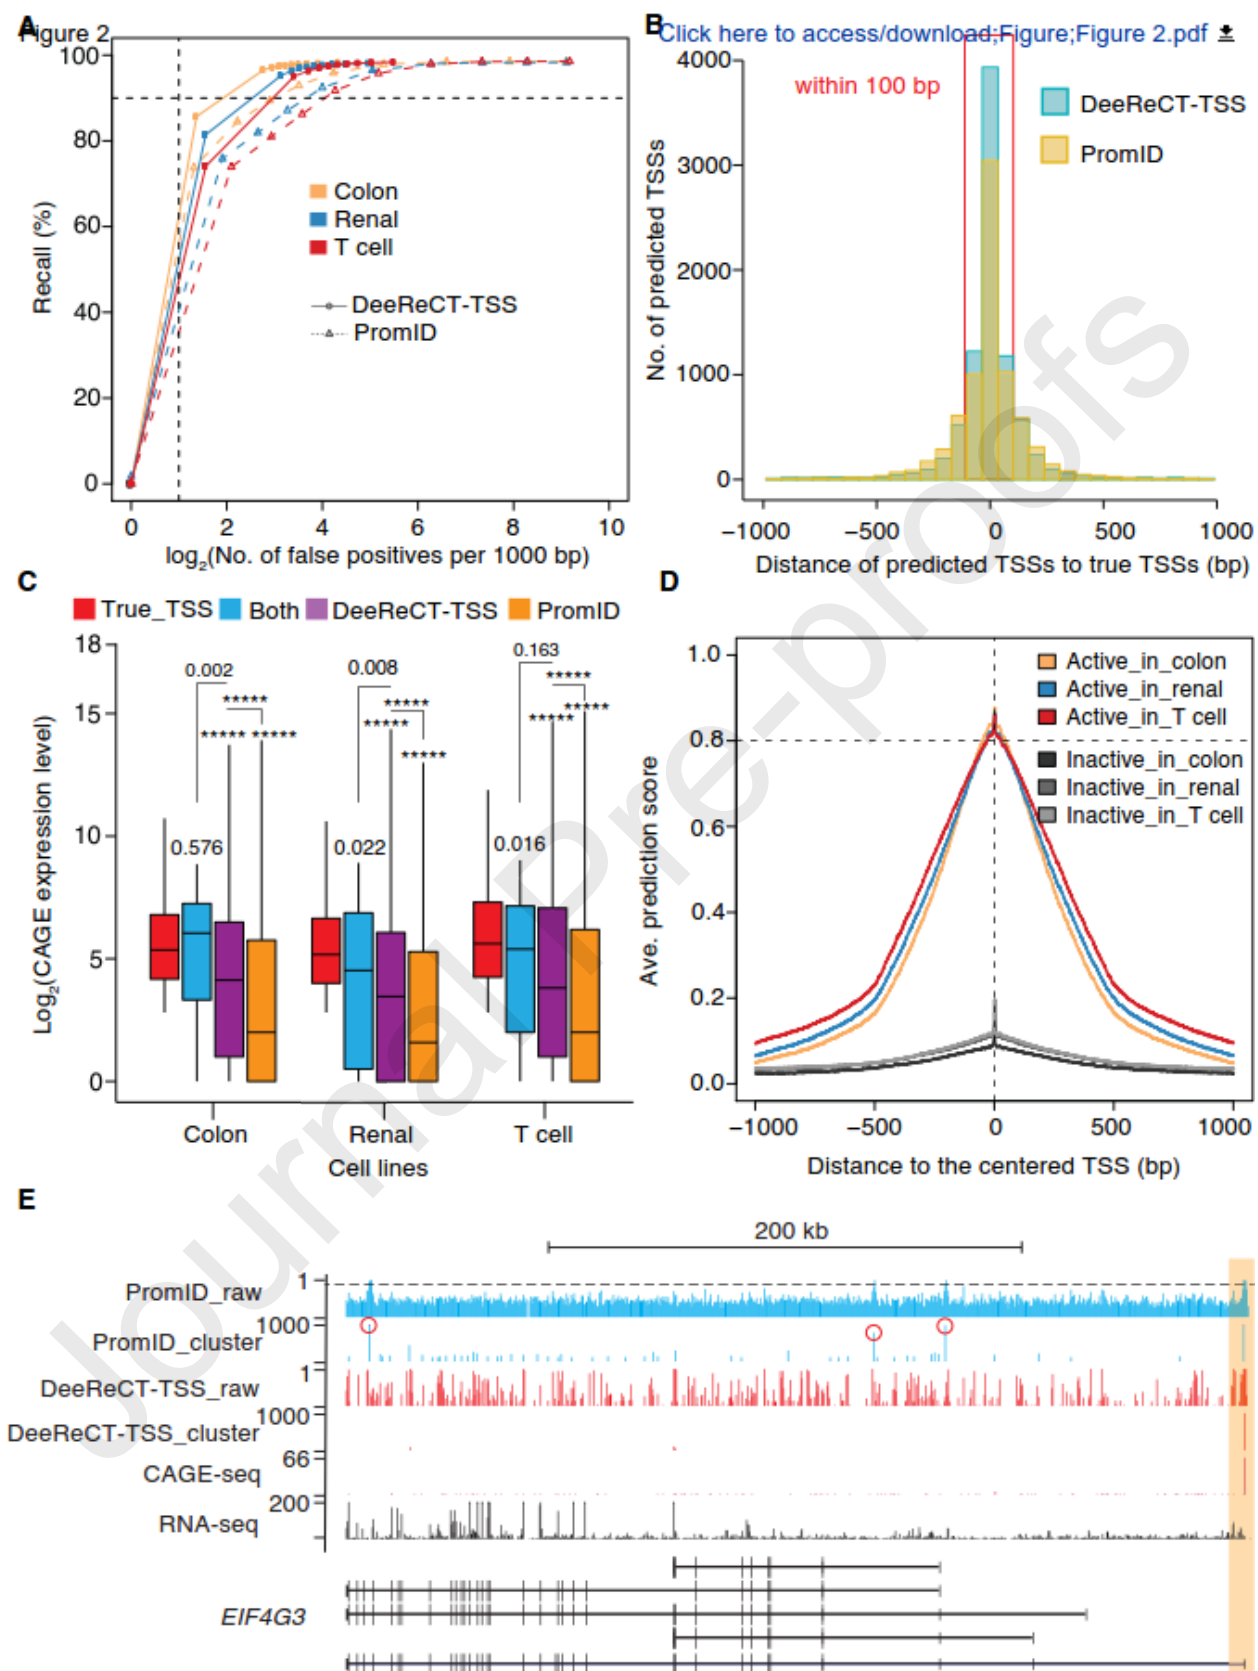 Figure 2
A
B
Click here to access/download;Figure;Figure 2.pdf
100
80
60
40
20
0
Recall (%)
Colon
Renal
T cell
DeeReCT-TSS
PromID
0 2 4 6 8 10
log2(No. of false positives per 1000 bp)
within 100 bp
DeeReCT-TSS
PromID
4000
3000
2000
1000
0
No. of predicted TSSs
−1000 −500 0 500 1000
Distance of predicted TSSs to true TSSs (bp)
C
True_TSS Both DeeReCT-TSS PromID
18
15
10
5
0
Log2(CAGE expression level)
0.002
*****
***** *****
0.576
0.008
*****
*****
*****
0.022
0.163
*****
*****
*****
0.016
Colon Renal T cell
Cell lines
D
1.0
0.8
0.6
0.4
0.2
0.0
Ave. prediction score
Active_in_colon
Active_in_renal
Active_in_T cell
Inactive_in_colon
Inactive_in_renal
Inactive_in_T cell
−1000 −500 0 500 1000
Distance to the centered TSS (bp)
E
200 kb
PromID_raw 1
PromID_cluster 1000
DeeReCT-TSS_raw 1
DeeReCT-TSS_cluster 1000
CAGE-seq 66
RNA-seq 200
EIF4G3
Journal Pre-proofs